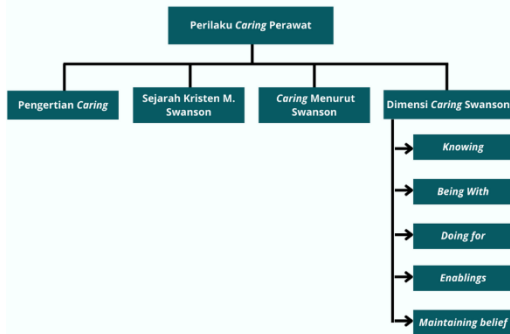 Perilaku Caring Perawat
Pengertian Caring
Sejarah Kristen M.
Swanson
Caring Menurut
Swanson
Dimensi Caring Swanson
Knowing
Being With
Doing for
Enablings
Maintaining belief